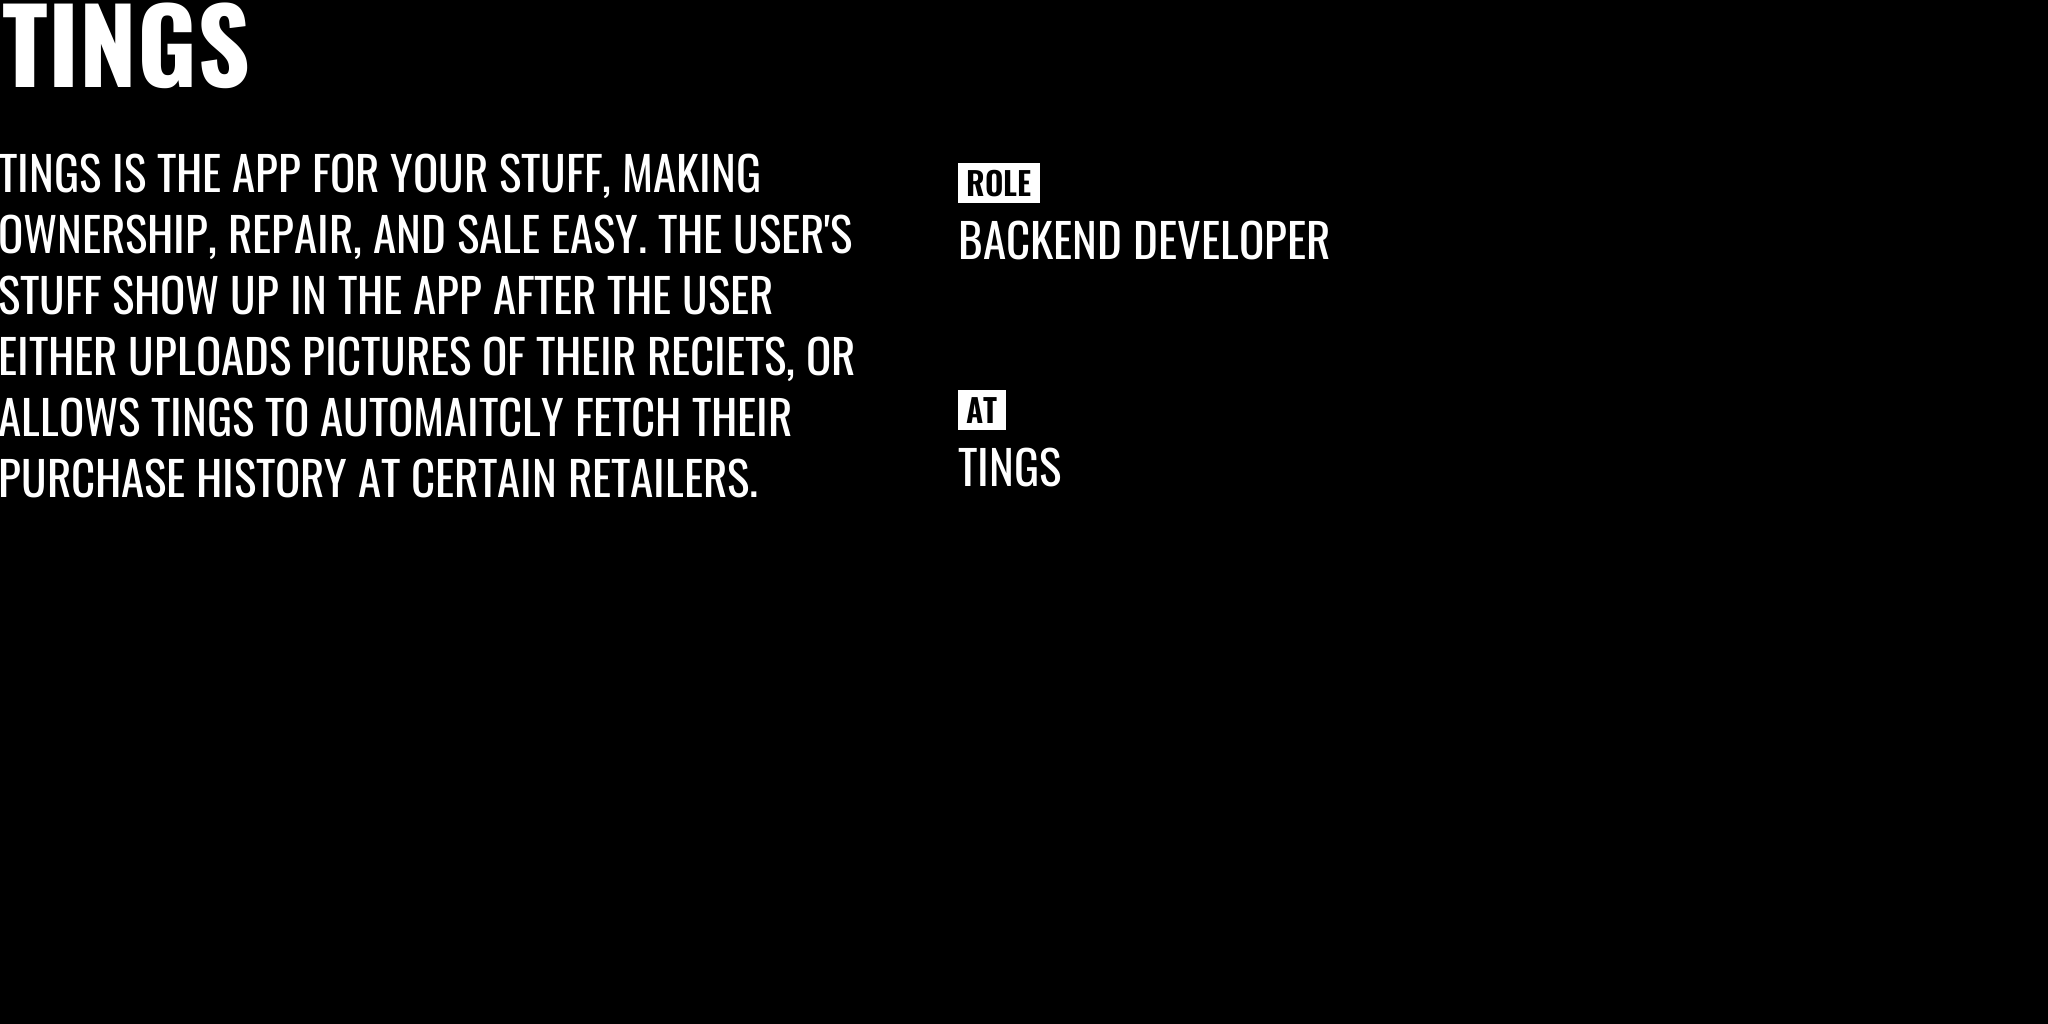 TINGS
TINGS IS THE APP FOR YOUR STUFF, MAKING
OWNERSHIP, REPAIR, AND SALE EASY. THE USER'S
STUFF SHOW UP IN THE APP AFTER THE USER
EITHER UPLOADS PICTURES OF THEIR RECIETS, OR
ALLOWS TINGS TO AUTOMAITCLY FETCH THEIR
PURCHASE HISTORY AT CERTAIN RETAILERS.
ROLE
BACKEND DEVELOPER
AT
TINGS